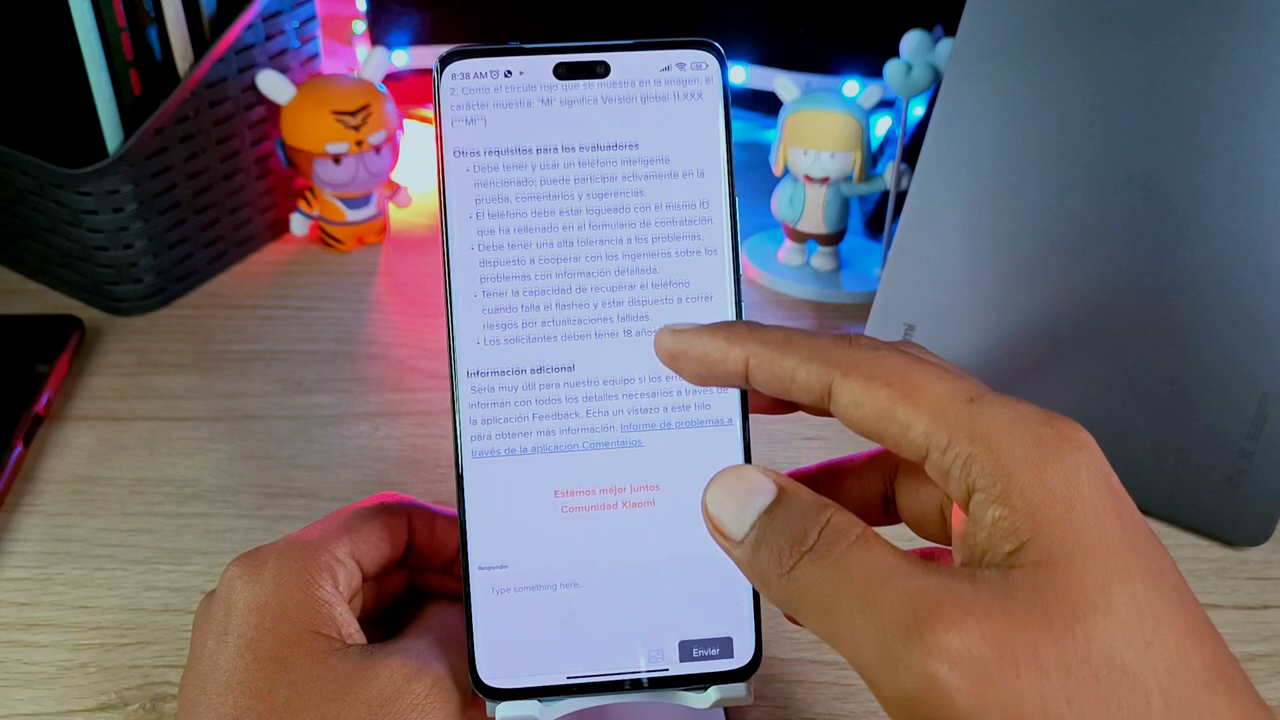 8:38 AM
2. Como el círculo rojo que se muestra en la imagen, el
carácter muestra: "MI" significa Versión global-11.XXX
(***MI**)
Otros requisitos para los evaluadores
• Debe tener y usar un teléfono inteligente
mencionado; puede participar activamente en la
prueba, comentarios y sugerencias.
• El teléfono debe estar logueado con el mismo ID
que ha rellenado en el formulario de contratación.
• Debe tener una alta tolerancia a los problemas,
dispuesto a cooperar con los ingenieros sobre los
problemas con información detallada.
• Tener la capacidad de recuperar el teléfono
cuando falla el flasheo y estar dispuesto a correr
riesgos por actualizaciones fallidas.
• Los solicitantes deben tener 18 años
Información adicional
Sería muy útil para nuestro equipo si los
informan con todos los detalles necesarios a través de
la aplicación Feedback. Echa un vistazo a este hilo
para obtener más información. Informe de problemas a
través de la aplicación Comentarios
Estamos mejor juntos
Comunidad Xiaomi
Responder
Type something here..
Enviar